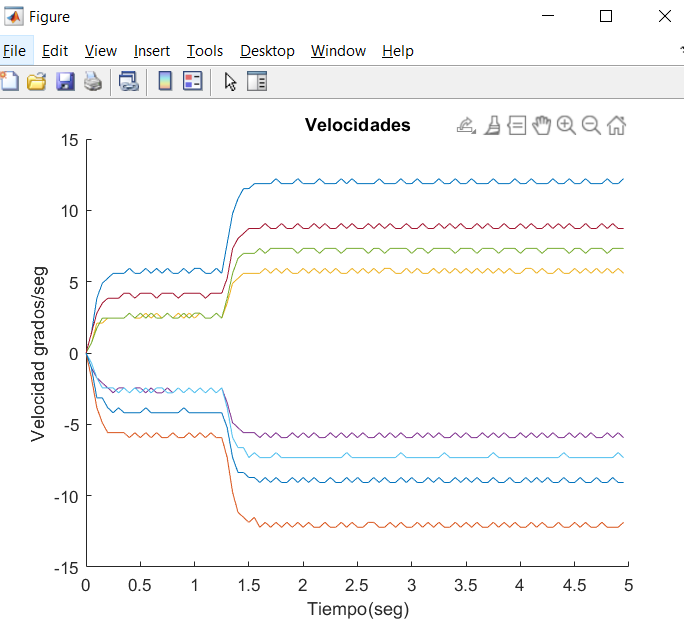 Figure
File Edit View Insert Tools Desktop Window Help
Velocidades
15
10
5
0
-5
-10
-15
Velocidad grados/seg
0 0.5 1 1.5 2 2.5 3 3.5 4 4.5 5
Tiempo(seg)